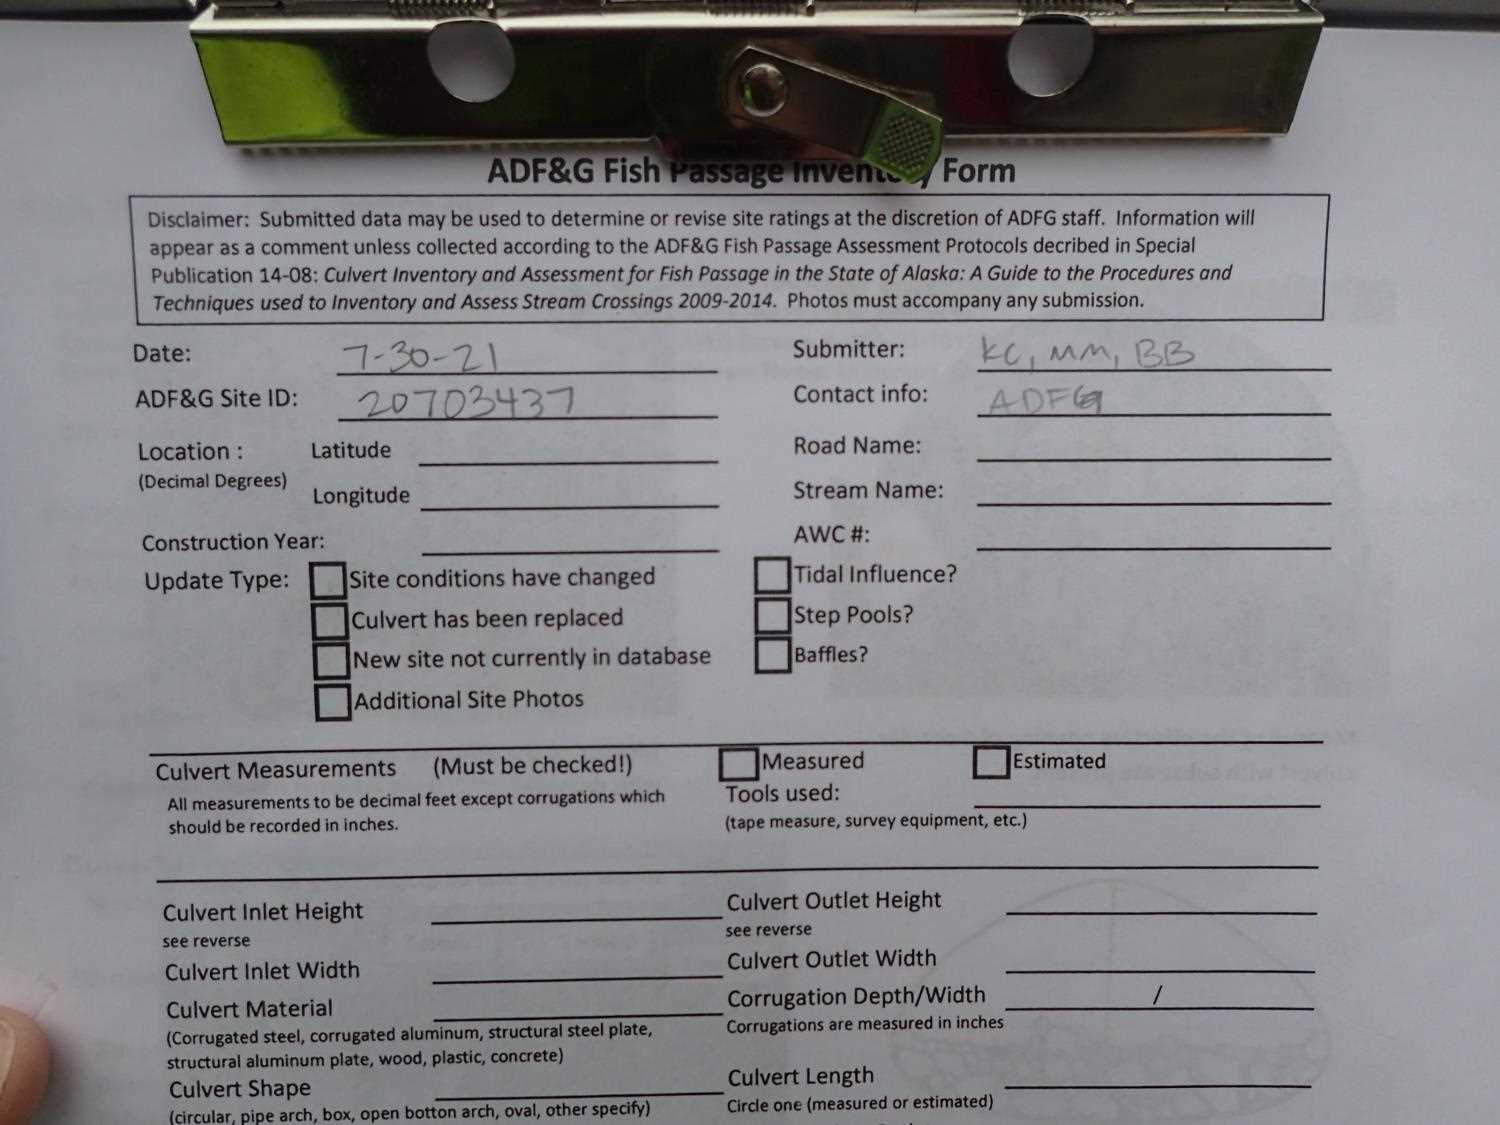 ADF&G Fish Passage Inventory Form
Disclaimer: Submitted data may be used to determine or revise site ratings at the discretion of ADFG staff. Information will
appear as a comment unless collected according to the ADF&G Fish Passage Assessment Protocols decribed in Special
Publication 14-08: Culvert Inventory and Assessment for Fish Passage in the State of Alaska: A Guide to the Procedures and
Techniques used to Inventory and Assess Stream Crossings 2009-2014. Photos must accompany any submission.
Date: 7-30-21 Submitter: KC, MM, BB
ADF&G Site ID: 20703437 Contact info: ADFG
Location : Latitude Road Name:
(Decimal Degrees)
Longitude Stream Name:
Construction Year: AWC #:
Update Type: Site conditions have changed Tidal Influence?
Culvert has been replaced Step Pools?
New site not currently in database Baffles?
Additional Site Photos
Culvert Measurements (Must be checked!) Measured Estimated
All measurements to be decimal feet except corrugations which Tools used:
should be recorded in inches. (tape measure, survey equipment, etc.)
Culvert Inlet Height Culvert Outlet Height
see reverse see reverse
Culvert Inlet Width Culvert Outlet Width
Culvert Material Corrugation Depth/Width /
(Corrugated steel, corrugated aluminum, structural steel plate, Corrugations are measured in inches
structural aluminum plate, wood, plastic, concrete)
Culvert Shape Culvert Length
(circular, pipe arch, box, open botton arch, oval, other specify) Circle one (measured or estimated)